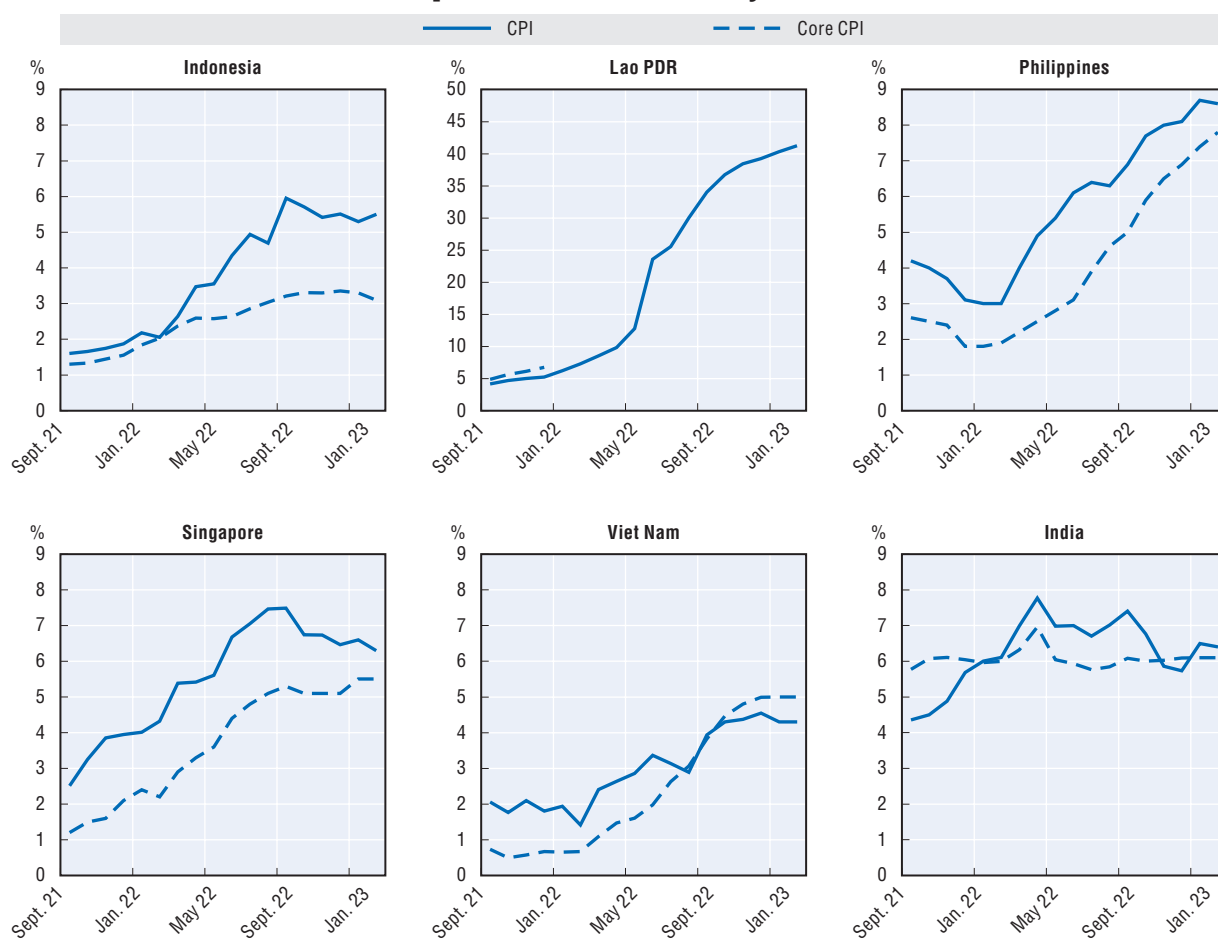 CPI Core CPI
% Indonesia % Lao PDR % Philippines
9 50 9
45
8 8
40
7 7
35
6 6
30
5 5
25
4 4
20
3 3
15
2 2
10
1 1
5
0 0 0
Sept. 21 Jan. 22 May 22 Sept. 22 Jan. 23 Sept. 21 Jan. 22 May 22 Sept. 22 Jan. 23 Sept. 21 Jan. 22 May 22 Sept. 22 Jan. 23
% Singapore % Viet Nam % India
9 9 9
8 8 8
7 7 7
6 6 6
5 5 5
4 4 4
3 3 3
2 2 2
1 1 1
0 0 0
Sept. 21 Jan. 22 May 22 Sept. 22 Jan. 23 Sept. 21 Jan. 22 May 22 Sept. 22 Jan. 23 Sept. 21 Jan. 22 May 22 Sept. 22 Jan. 23